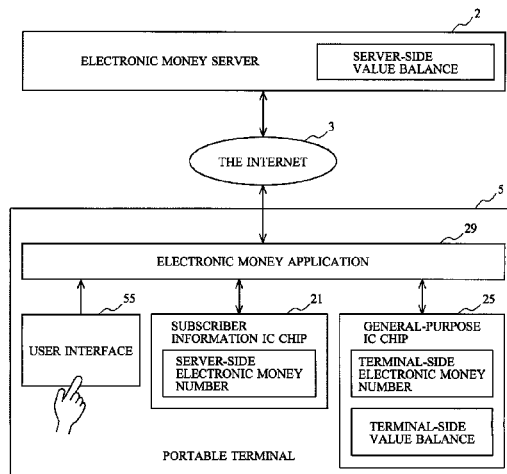 2
ELECTRONIC MONEY SERVER
SERVER-SIDE
VALUE BALANCE
3
THE INTERNET
5
29
ELECTRONIC MONEY APPLICATION
55
USER INTERFACE
21
SUBSCRIBER
INFORMATION IC CHIP
SERVER-SIDE
ELECTRONIC MONEY
NUMBER
25
GENERAL-PURPOSE
IC CHIP
TERMINAL-SIDE
ELECTRONIC MONEY
NUMBER
TERMINAL-SIDE
VALUE BALANCE
PORTABLE TERMINAL